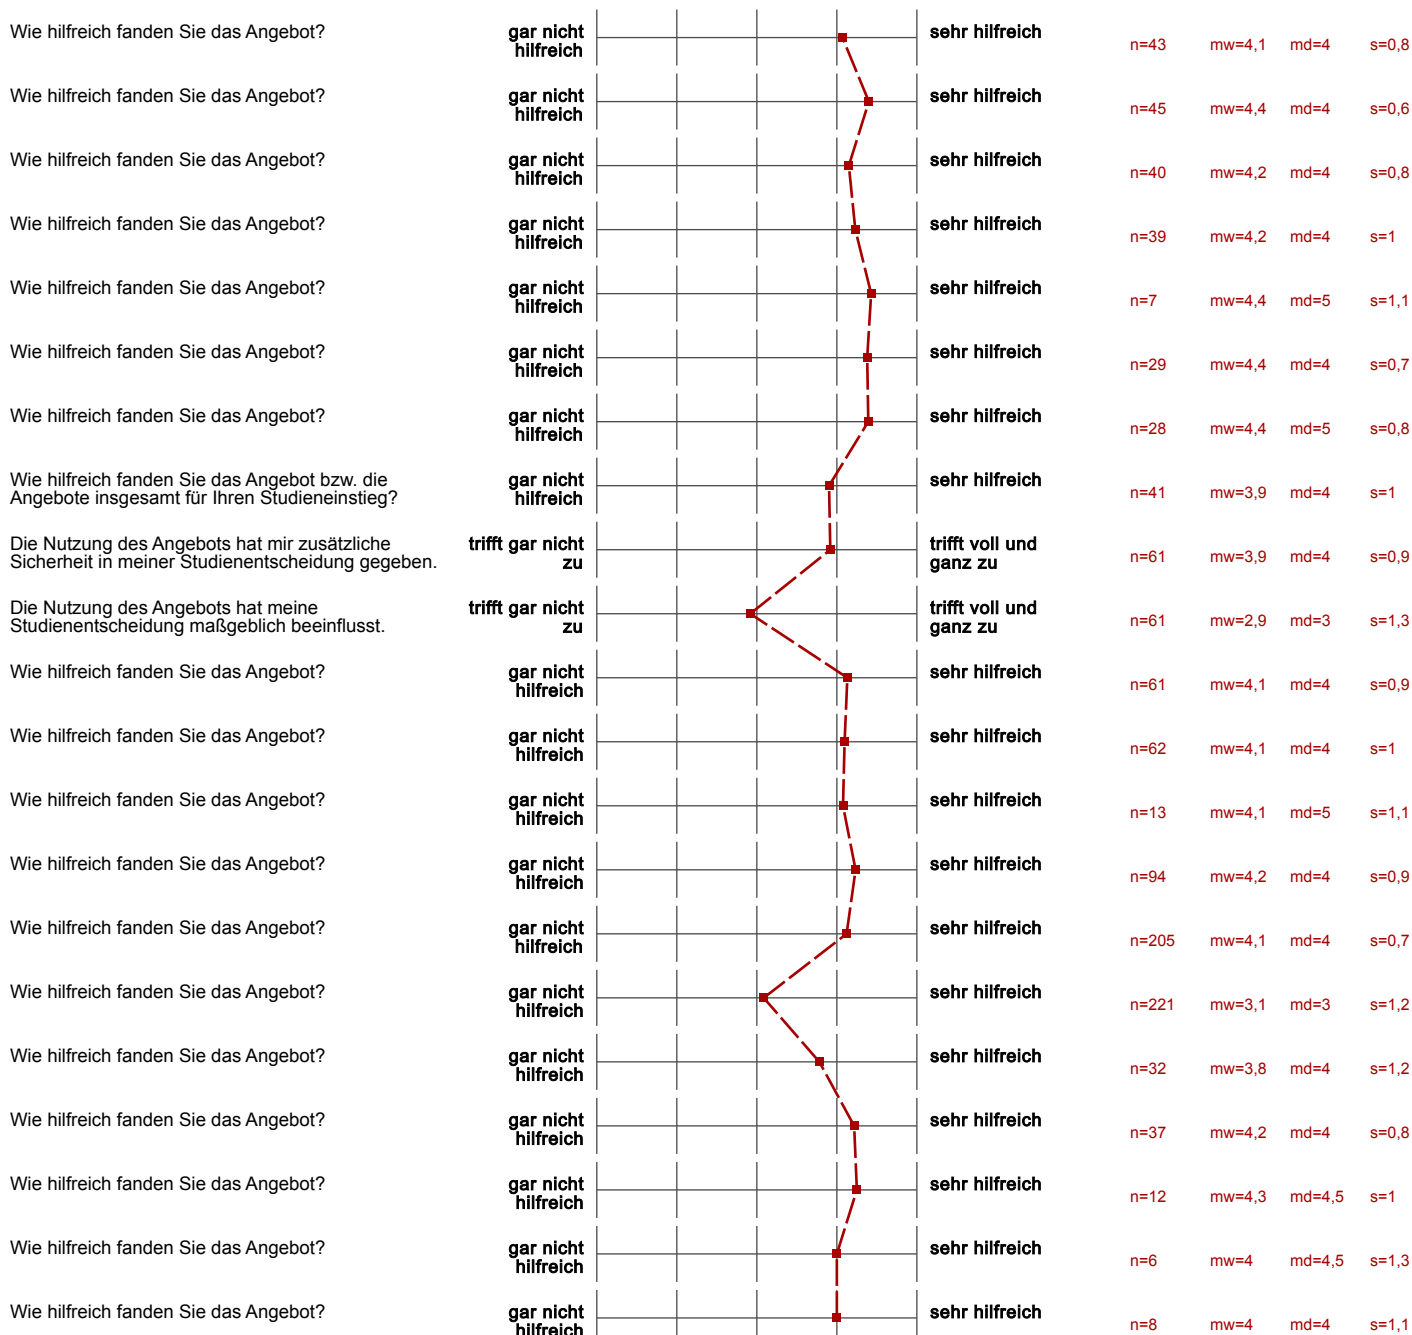 Wie hilfreich fanden Sie das Angebot? gar nicht sehr hilfreich
hilfreich n=43 mw=4,1 md=4 s=0,8
Wie hilfreich fanden Sie das Angebot? gar nicht sehr hilfreich
hilfreich n=45 mw=4,4 md=4 s=0,6
Wie hilfreich fanden Sie das Angebot? gar nicht sehr hilfreich
hilfreich n=40 mw=4,2 md=4 s=0,8
Wie hilfreich fanden Sie das Angebot? gar nicht sehr hilfreich
hilfreich n=39 mw=4,2 md=4 s=1
Wie hilfreich fanden Sie das Angebot? gar nicht sehr hilfreich
hilfreich n=7 mw=4,4 md=5 s=1,1
Wie hilfreich fanden Sie das Angebot? gar nicht sehr hilfreich
hilfreich n=29 mw=4,4 md=4 s=0,7
Wie hilfreich fanden Sie das Angebot? gar nicht sehr hilfreich
hilfreich n=28 mw=4,4 md=5 s=0,8
Wie hilfreich fanden Sie das Angebot bzw. die gar nicht sehr hilfreich
Angebote insgesamt für Ihren Studieneinstieg? hilfreich n=41 mw=3,9 md=4 s=1
Die Nutzung des Angebots hat mir zusätzliche trifft gar nicht trifft voll und
Sicherheit in meiner Studienentscheidung gegeben. zu ganz zu n=61 mw=3,9 md=4 s=0,9
Die Nutzung des Angebots hat meine trifft gar nicht trifft voll und
Studienentscheidung maßgeblich beeinflusst. zu ganz zu n=61 mw=2,9 md=3 s=1,3
Wie hilfreich fanden Sie das Angebot? gar nicht sehr hilfreich
hilfreich n=61 mw=4,1 md=4 s=0,9
Wie hilfreich fanden Sie das Angebot? gar nicht sehr hilfreich
hilfreich n=62 mw=4,1 md=4 s=1
Wie hilfreich fanden Sie das Angebot? gar nicht sehr hilfreich
hilfreich n=13 mw=4,1 md=5 s=1,1
Wie hilfreich fanden Sie das Angebot? gar nicht sehr hilfreich
hilfreich n=94 mw=4,2 md=4 s=0,9
Wie hilfreich fanden Sie das Angebot? gar nicht sehr hilfreich
hilfreich n=205 mw=4,1 md=4 s=0,7
Wie hilfreich fanden Sie das Angebot? gar nicht sehr hilfreich
hilfreich n=221 mw=3,1 md=3 s=1,2
Wie hilfreich fanden Sie das Angebot? gar nicht sehr hilfreich
hilfreich n=32 mw=3,8 md=4 s=1,2
Wie hilfreich fanden Sie das Angebot? gar nicht sehr hilfreich
hilfreich n=37 mw=4,2 md=4 s=0,8
Wie hilfreich fanden Sie das Angebot? gar nicht sehr hilfreich
hilfreich n=12 mw=4,3 md=4,5 s=1
Wie hilfreich fanden Sie das Angebot? gar nicht sehr hilfreich
hilfreich n=6 mw=4 md=4,5 s=1,3
Wie hilfreich fanden Sie das Angebot? gar nicht sehr hilfreich
hilfreich n=8 mw=4 md=4 s=1,1